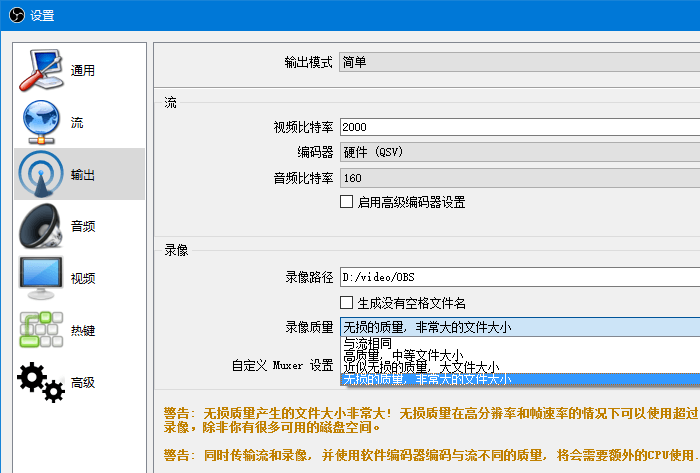 设置
通用
流
输出
音频
视频
热键
高级
输出模式 简单
流
视频比特率 2000
编码器 硬件 (QSV)
音频比特率 160
启用高级编码器设置
录像
录像路径 D:/video/OBS
生成没有空格文件名
录像质量 无损的质量, 非常大的文件大小
与流相同
高质量, 中等文件大小
近似无损的质量, 大文件大小
自定义 Muxer 设置
无损的质量, 非常大的文件大小
警告: 无损质量产生的文件大小非常大! 无损质量在高分辨率和帧速率的情况下可以使用超过
录像，除非你有很多可用的磁盘空间。
警告: 同时传输流和录像, 并使用软件编码器编码与流不同的质量, 将会需要额外的CPU使用